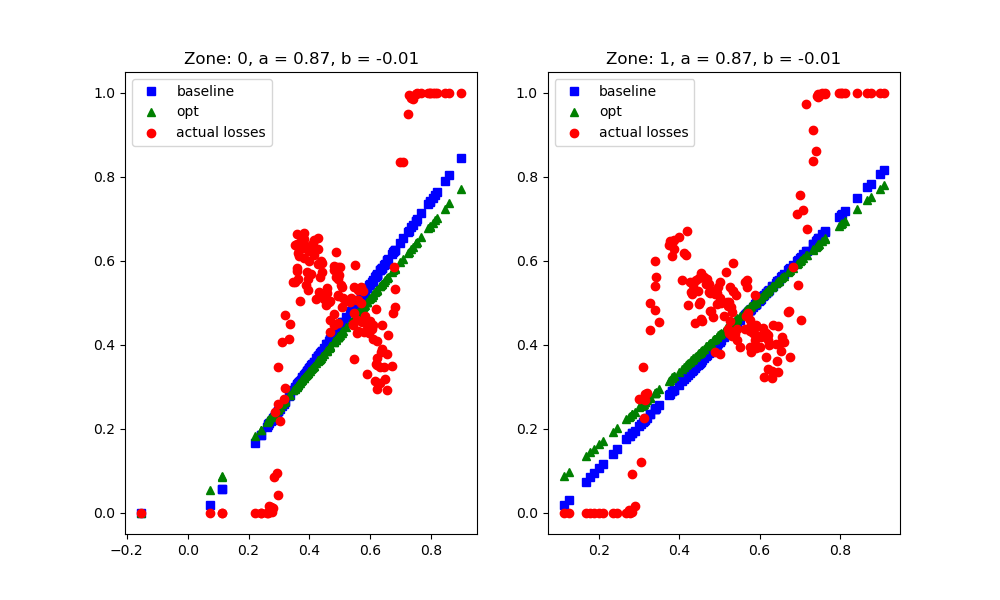 Zone: 0, a = 0.87, b = -0.01
baseline
opt
actual losses
1.0
0.8
0.6
0.4
0.2
0.0
−0.2 0.0 0.2 0.4 0.6 0.8
Zone: 1, a = 0.87, b = -0.01
baseline
opt
actual losses
1.0
0.8
0.6
0.4
0.2
0.0
0.2 0.4 0.6 0.8